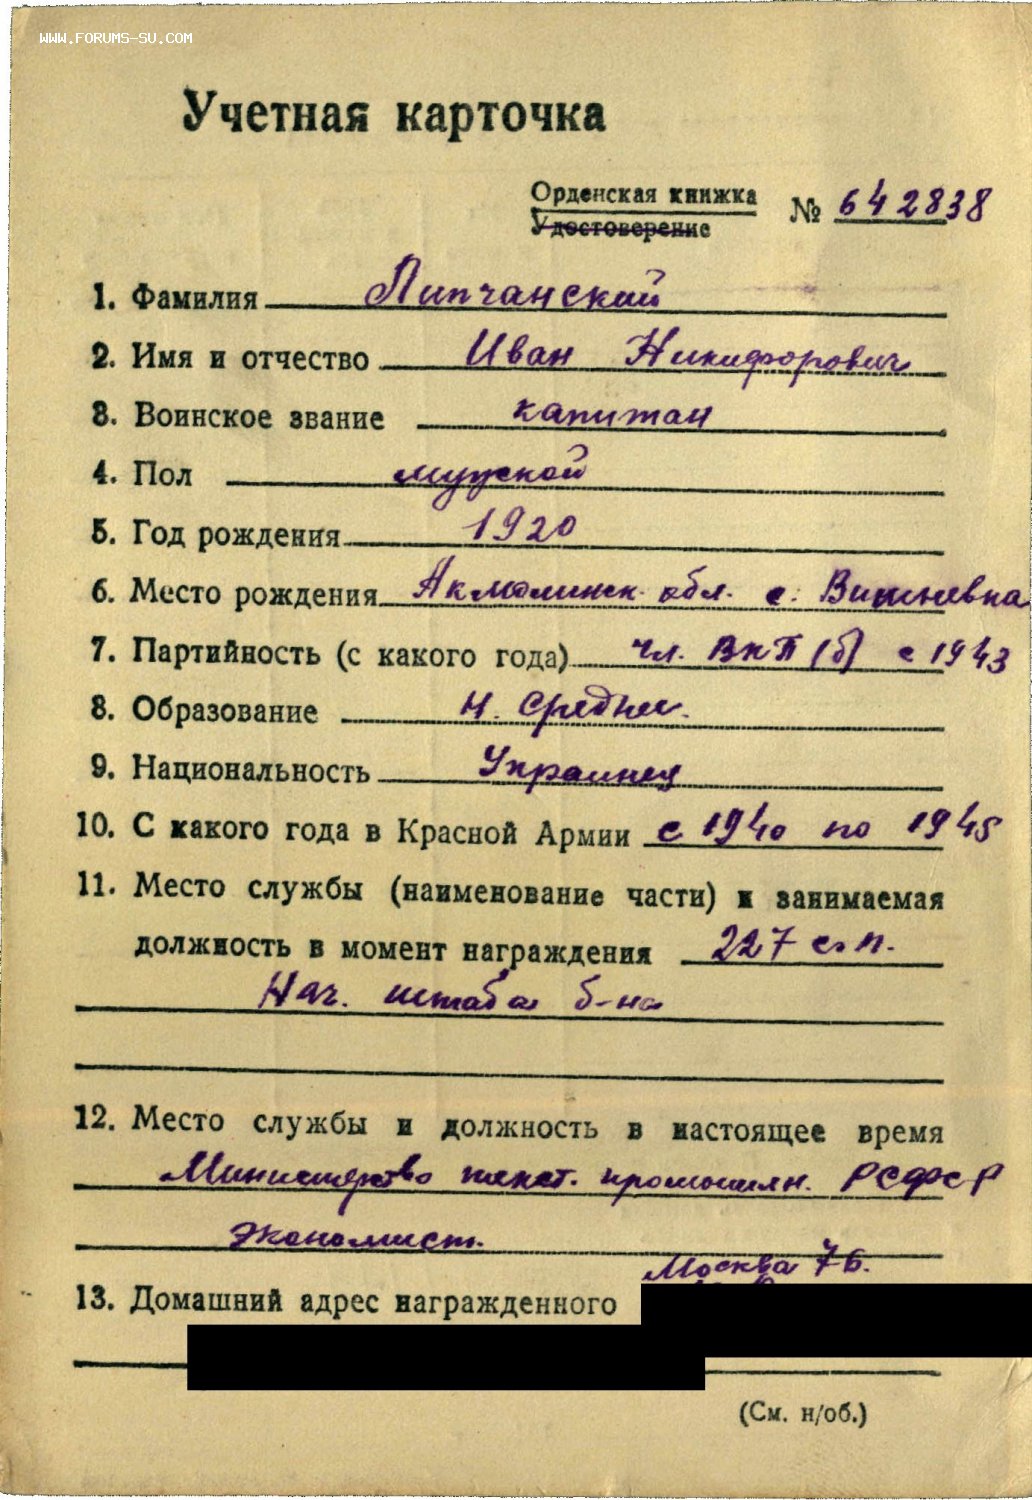 WWW.FORUMS-SU.COM
Учетная карточка
Орденская книжка
Удостоверение
№ 642838
1. Фамилия Липчанский
2. Имя и отчество Иван Никифорович
3. Воинское звание капитан
4. Пол мужской
5. Год рождения 1920
6. Место рождения Акмолинск. обл. с. Вишневка
7. Партийность (с какого года) чл. ВКП(б) с 1943
8. Образование н. средне.
9. Национальность Украинец
10. С какого года в Красной Армии с 1940 по 1945
11. Место службы (наименование части) и занимаемая
должность в момент награждения 227 с.п.
Нач. штаба б-на
12. Место службы и должность в настоящее время
Министерство текст. промышлн. РСФСР
экономист.
Москва 76.
13. Домашний адрес награжденного
(См. н/об.)